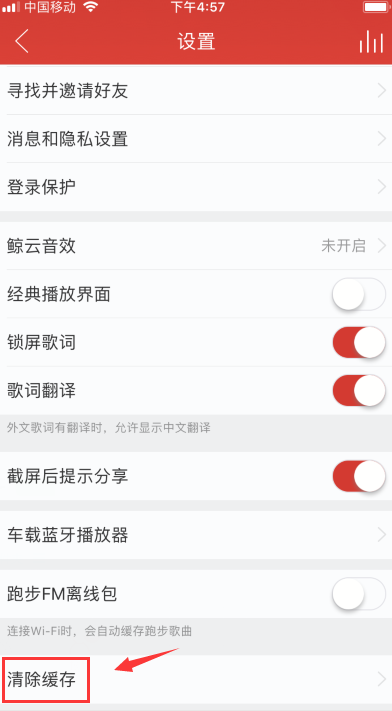 中国移动
下午4:57
设置
寻找并邀请好友
消息和隐私设置
登录保护
鲸云音效 未开启
经典播放界面
锁屏歌词
歌词翻译
外文歌词有翻译时，允许显示中文翻译
截屏后提示分享
车载蓝牙播放器
跑步FM离线包
连接Wi-Fi时，会自动缓存跑步歌曲
清除缓存